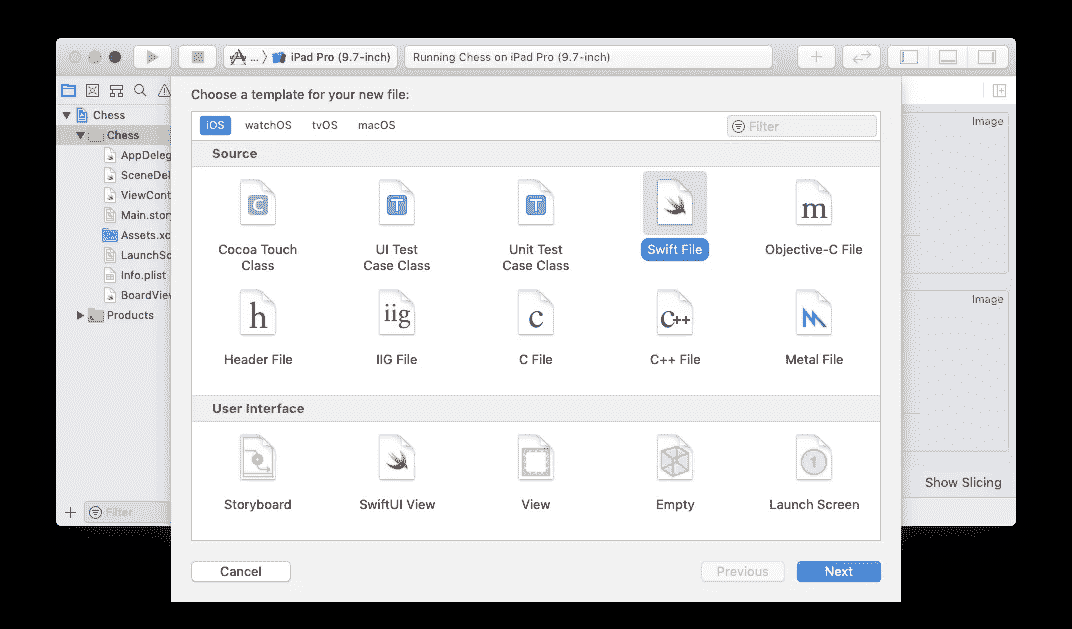 ... 〉 iPad Pro (9.7-inch)
Running Chess on iPad Pro (9.7-inch)
Choose a template for your new file:
iOS watchOS tvOS macOS
Filter
Chess
Chess
AppDeleg
SceneDel
ViewCont
Main.story
Assets.xc
LaunchSc
Info.plist
BoardView
Products
Filter
Source
C T T m
Cocoa Touch
Class
UI Test
Case Class
Unit Test
Case Class
Swift File
Objective-C File
h iig c c++
Header File
IIG File
C File
C++ File
Metal File
User Interface
1
Storyboard
SwiftUI View
View
Empty
Launch Screen
Cancel
Previous
Next
Image
Image
Show Slicing